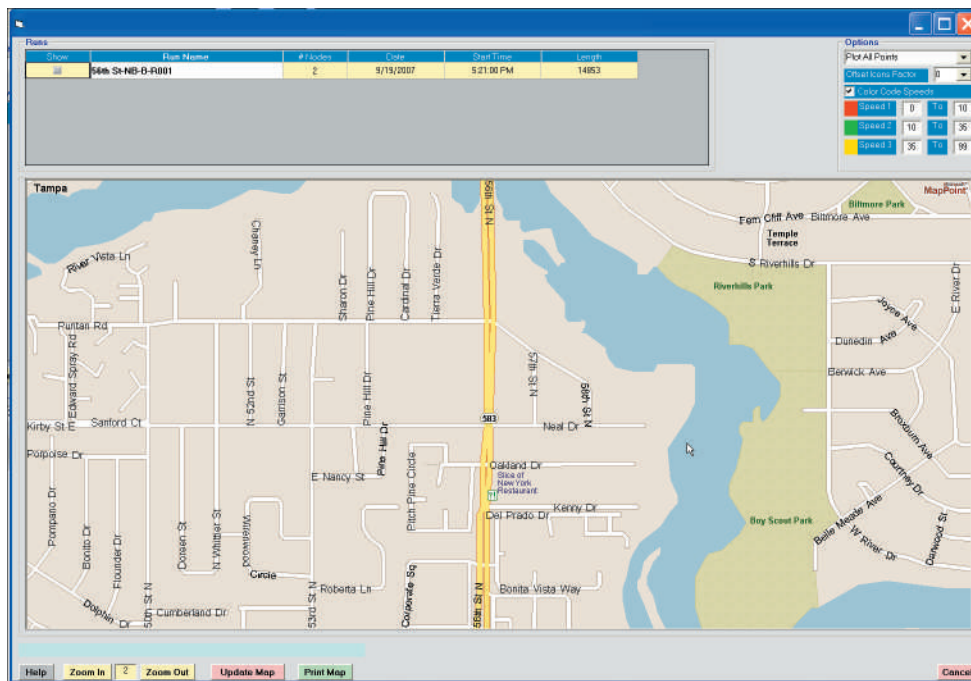 Runs
Show Run Name # Nodes Date Start Time Length
56th St-NB-B-R001 2 9/19/2007 5:21:00 PM 14853
Options
Plot All Points
Offset Icons Factor 0
Color Code Speeds
Speed 1 0 To 10
Speed 2 10 To 35
Speed 3 35 To 99
Tampa
MapPoint
Biltmore Park
Fern Cliff Ave Biltmore Ave
Temple
Terrace
S Riverhills Dr
Riverhills Park
E River Dr
Joyce Ave
Dunedin Ave
Berwick Ave
Broxburn Ave
Courtney Dr
Belle Meade Ave
W River Dr
Darwood St
Boy Scout Park
56th St N
River Vista Ln
Chaney Ln
Sharon Dr
Pine Hill Dr
Cardinal Dr
Tierra Verde Dr
Puritan Rd
Edward Spray Rd
N 52nd St
Garrison St
Pine Hill Dr
57th St N
58th St N
583
Kirby St E
Sanford Ct
Neal Dr
Porpoise Dr
Pine Hill Dr
E Nancy St
Pitch Pine Circle
Oakland Dr
Slice of
New York
Restaurant
Kenny Dr
Del Prado Dr
Pompano Dr
Bonito Dr
Flounder Dr
Doreen St
N Whittier St
Circle
Roberta Ln
Corporate Sq
Bonita Vista Way
Dolphin Dr
50th St N
Cumberland Dr
53rd St N
56th St N
Help Zoom In 2 Zoom Out Update Map Print Map Cancel